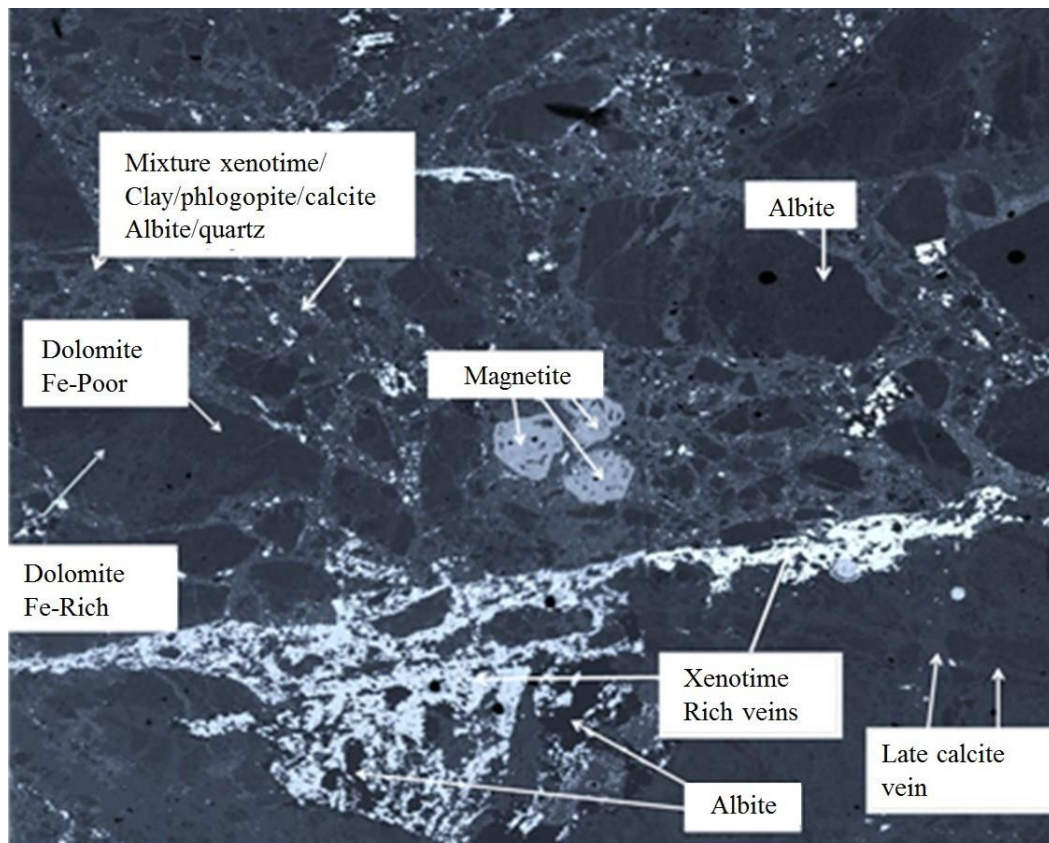 Mixture xenotime/
Clay/phlogopite/calcite
Albite/quartz
Albite
Dolomite
Fe-Poor
Magnetite
Dolomite
Fe-Rich
Xenotime
Rich veins
Late calcite
vein
Albite